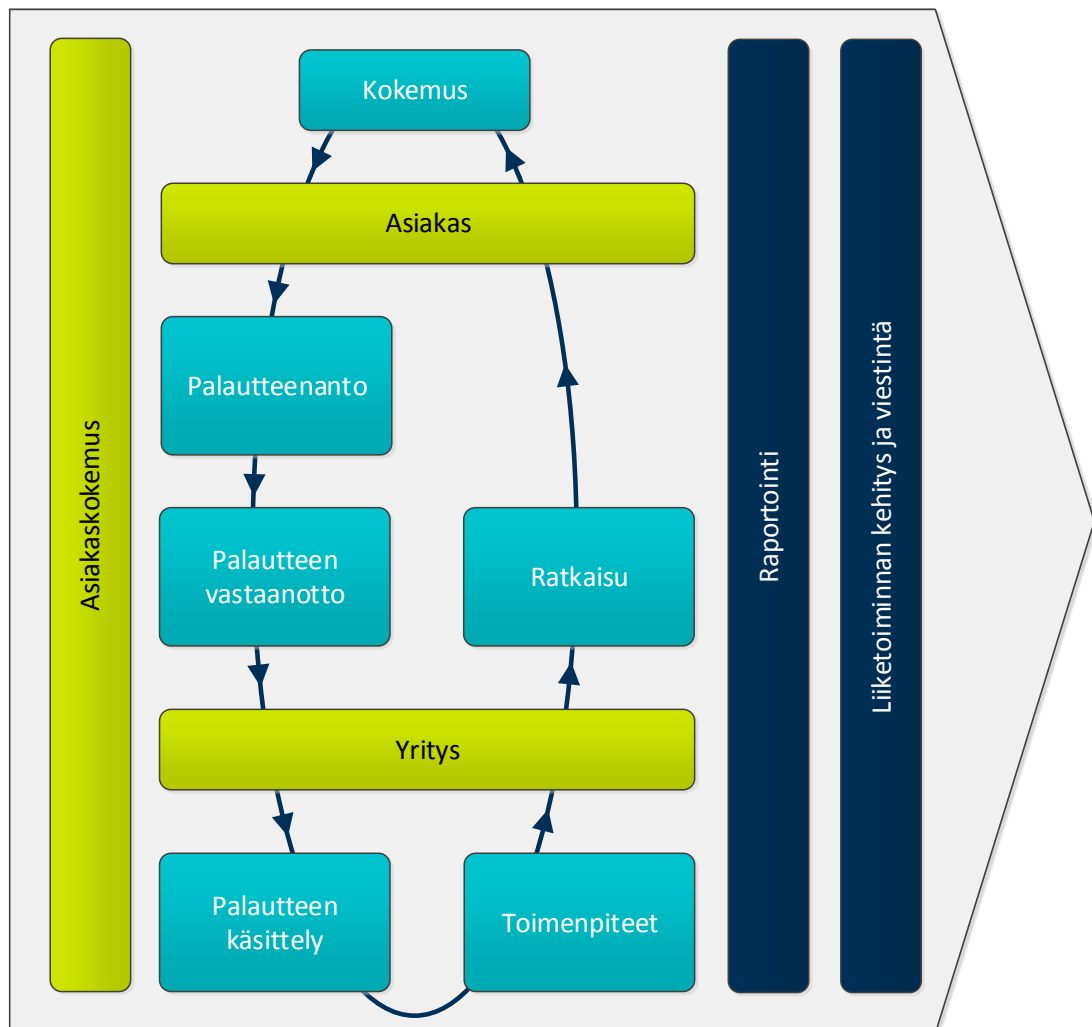 Asiakaskokemus
Kokemus
Asiakas
Palautteenanto
Palautteen
vastaanotto
Ratkaisu
Yritys
Palautteen
käsittely
Toimenpiteet
Raportointi
Liiketoiminnan kehitys ja viestintä